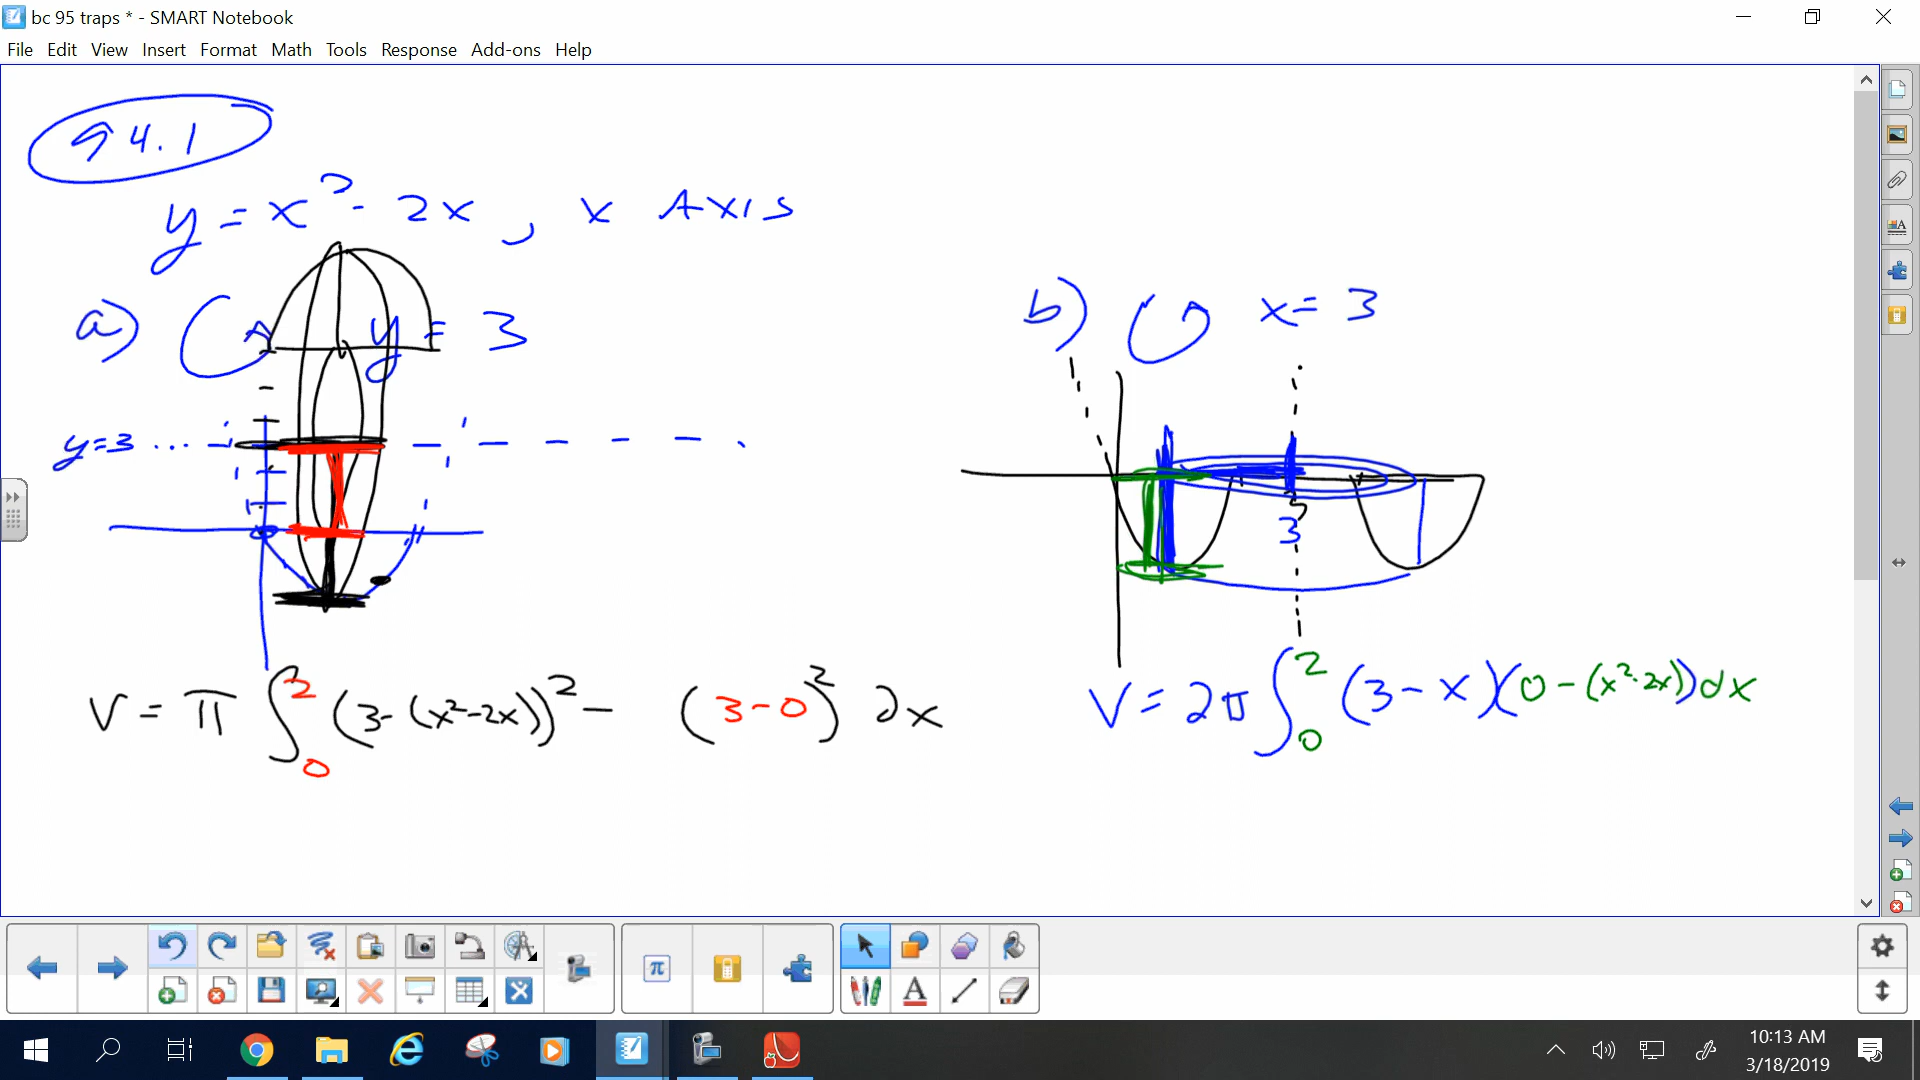 bc 95 traps * - SMART Notebook
File Edit View Insert Format Math Tools Response Add-ons Help
94.1
y = x² - 2x , x Axis
a) y = 3
b) x = 3
y=3
3
V = π ∫₀² (3-(x²-2x))² - (3-0)² dx
V = 2π ∫₀² (3-x)(0-(x²-2x))dx
π
A
10:13 AM
3/18/2019